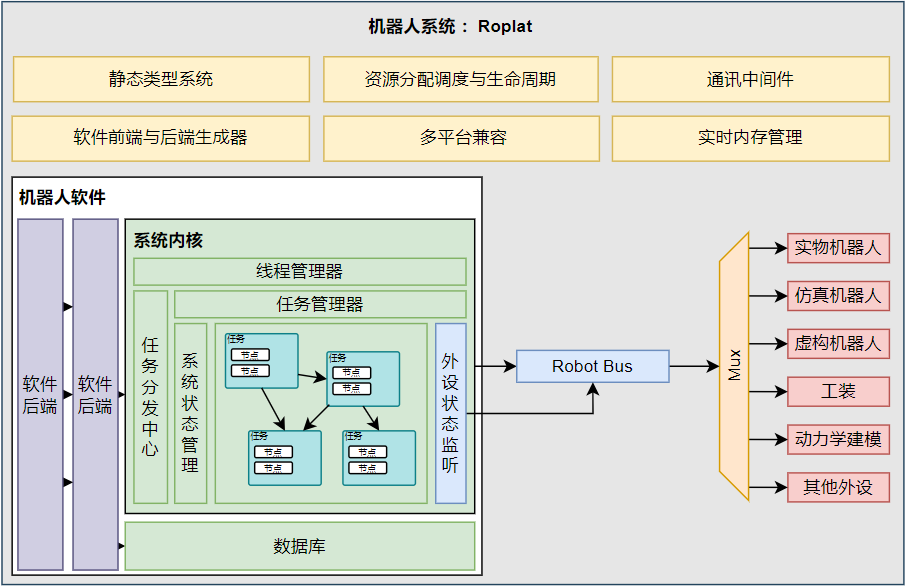 机器人系统： Roplat
静态类型系统
资源分配调度与生命周期
通讯中间件
软件前端与后端生成器
多平台兼容
实时内存管理
机器人软件
软件
后端
软件
后端
系统内核
线程管理器
任务分发中心
任务管理器
系统状态管理
任务
节点
节点
任务
节点
节点
任务
节点
节点
任务
节点
节点
外设状态监听
数据库
Robot Bus
Mux
实物机器人
仿真机器人
虚构机器人
工装
动力学建模
其他外设